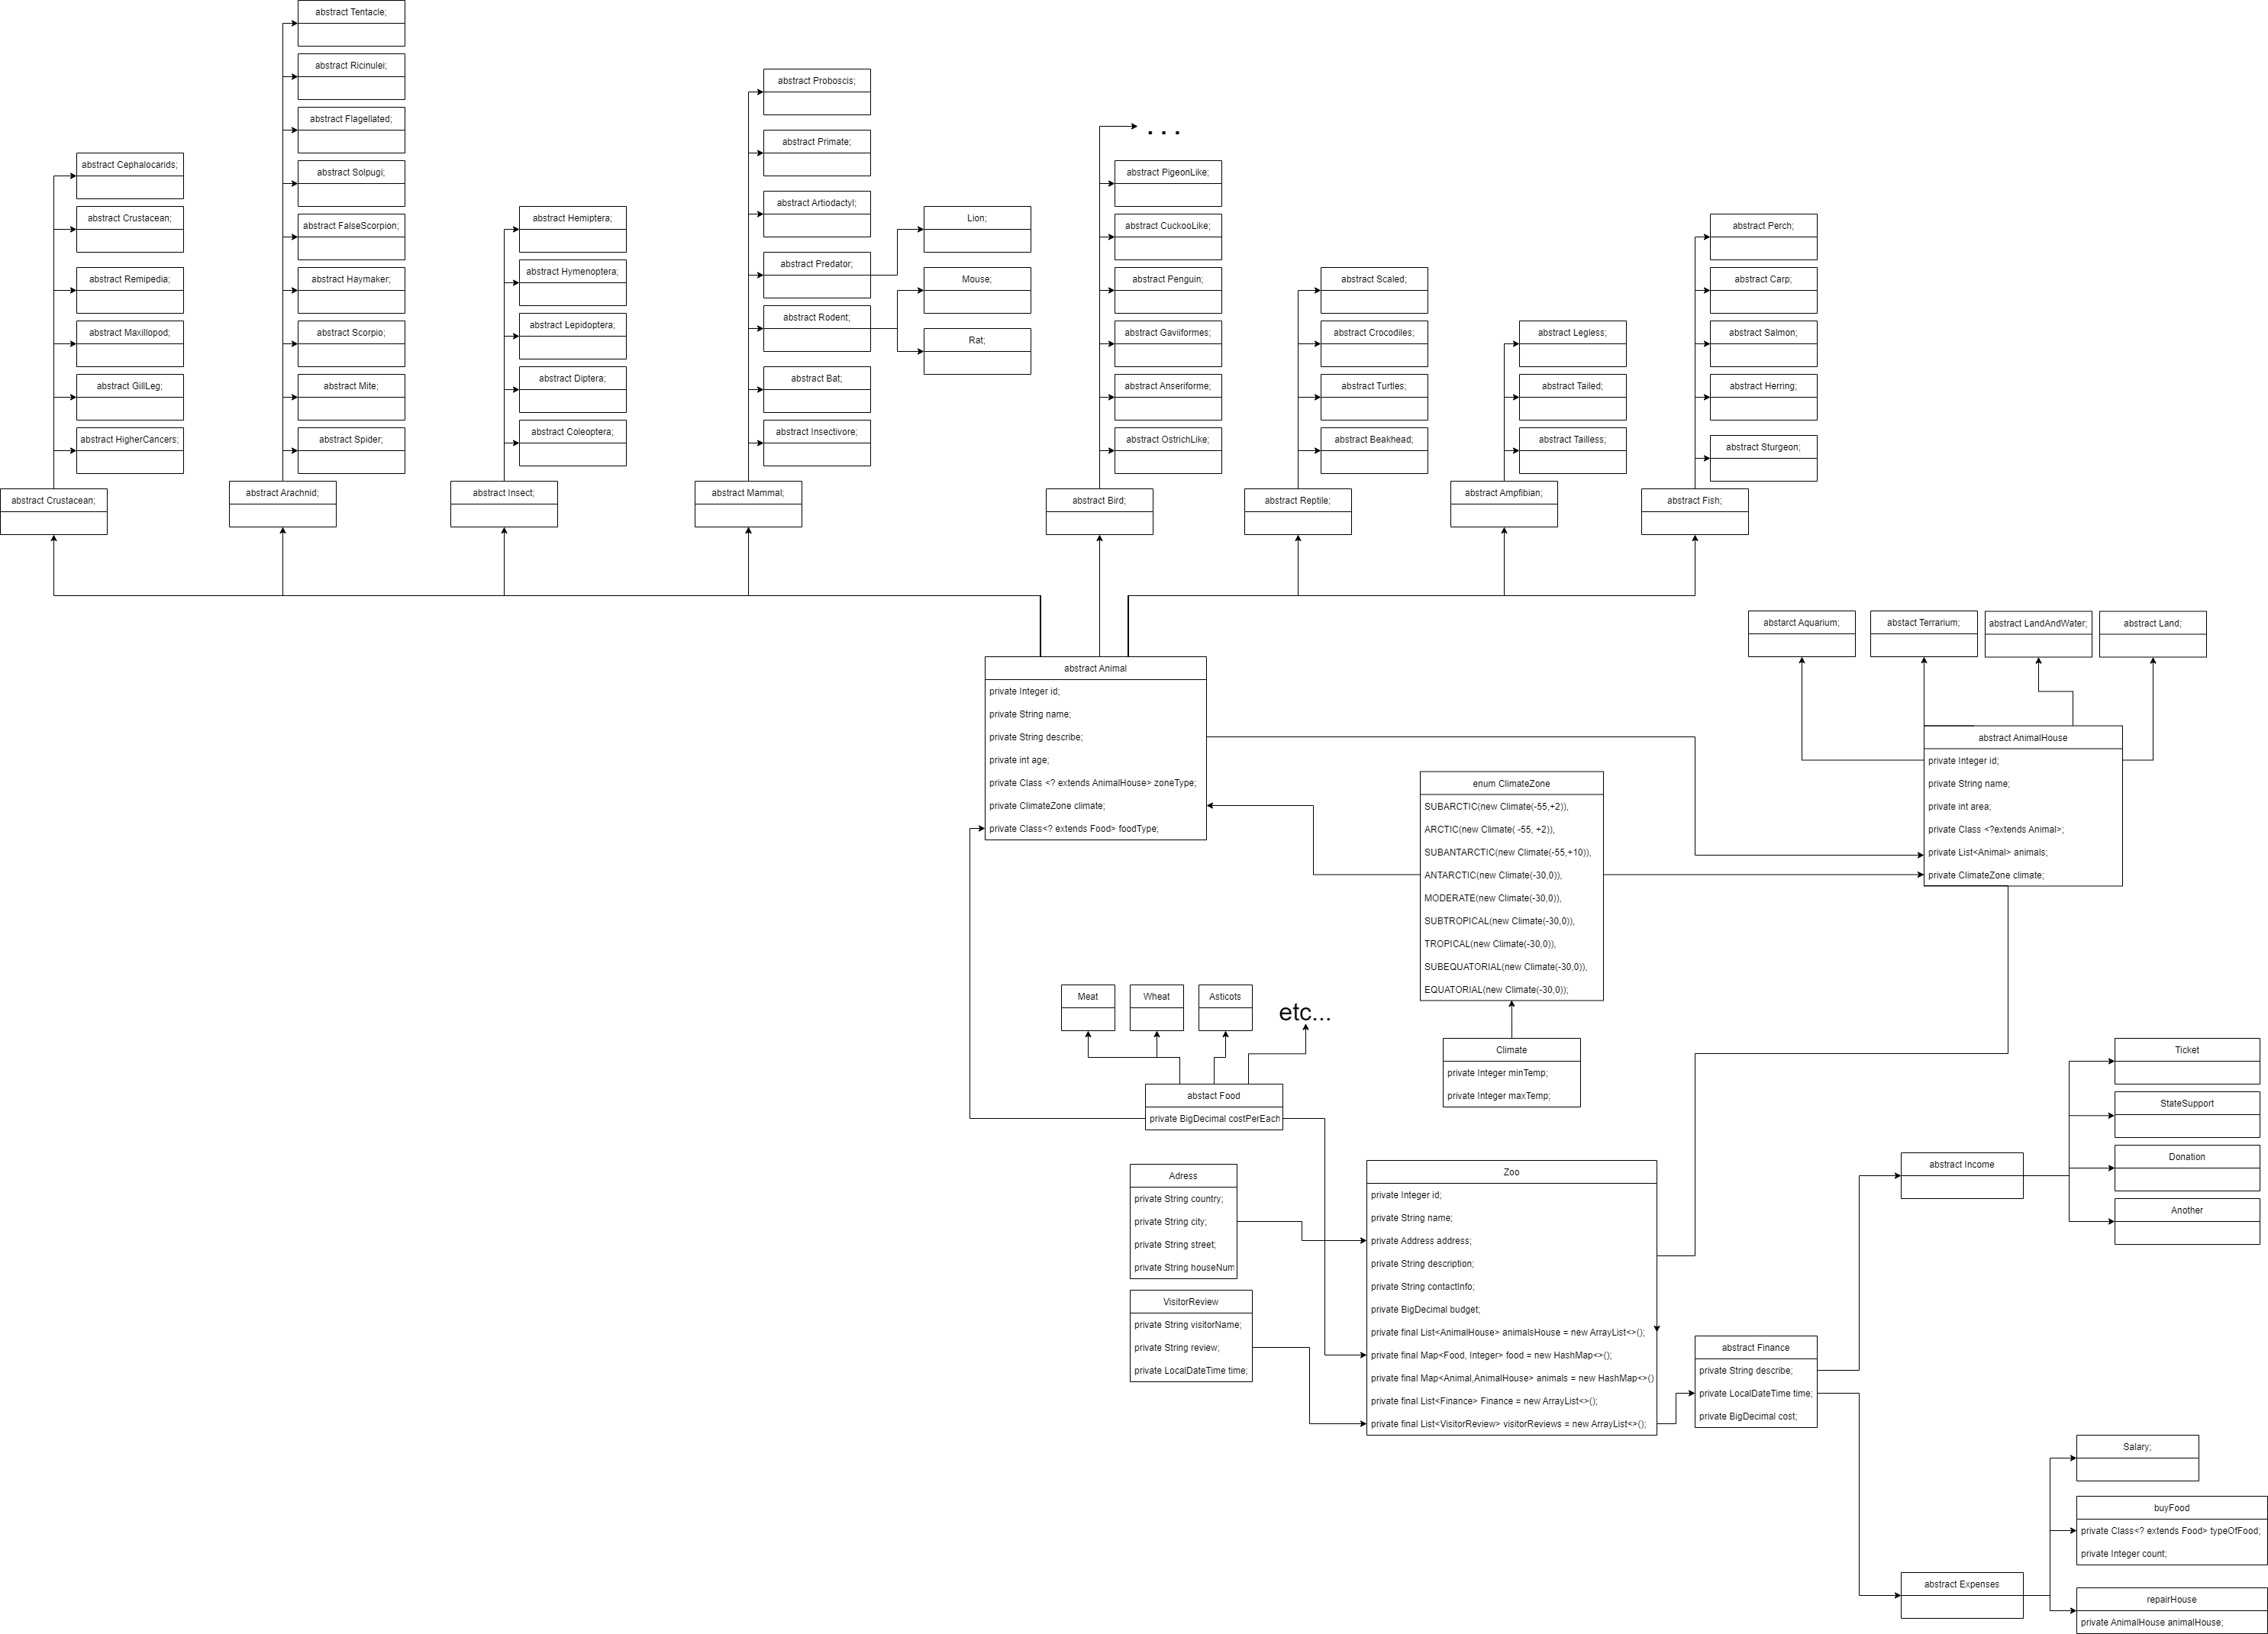 abstract Tentacle;
abstract Ricinulei;
abstract Flagellated;
abstract Solpugi;
abstract FalseScorpion;
abstract Haymaker;
abstract Scorpio;
abstract Mite;
abstract Spider;
abstract Cephalocarids;
abstract Crustacean;
abstract Remipedia;
abstract Maxillopod;
abstract GillLeg;
abstract HigherCancers;
abstract Hemiptera;
abstract Hymenoptera;
abstract Lepidoptera;
abstract Diptera;
abstract Coleoptera;
abstract Proboscis;
abstract Primate;
abstract Artiodactyl;
abstract Predator;
abstract Rodent;
abstract Bat;
abstract Insectivore;
Lion;
Mouse;
Rat;
. . .
abstract PigeonLike;
abstract CuckooLike;
abstract Penguin;
abstract Gaviiformes;
abstract Anseriforme;
abstract OstrichLike;
abstract Scaled;
abstract Crocodiles;
abstract Turtles;
abstract Beakhead;
abstract Legless;
abstract Tailed;
abstract Tailless;
abstract Perch;
abstract Carp;
abstract Salmon;
abstract Herring;
abstract Sturgeon;
abstract Crustacean;
abstract Arachnid;
abstract Insect;
abstract Mammal;
abstract Bird;
abstract Reptile;
abstract Ampfibian;
abstract Fish;
abstarct Aquarium;
abstact Terrarium;
abstract LandAndWater;
abstract Land;
abstract Animal
private Integer id;
private String name;
private String describe;
private int age;
private Class <? extends AnimalHouse> zoneType;
private ClimateZone climate;
private Class<? extends Food> foodType;
enum ClimateZone
SUBARCTIC(new Climate(-55,+2)),
ARCTIC(new Climate( -55, +2)),
SUBANTARCTIC(new Climate(-55,+10)),
ANTARCTIC(new Climate(-30,0)),
MODERATE(new Climate(-30,0)),
SUBTROPICAL(new Climate(-30,0)),
TROPICAL(new Climate(-30,0)),
SUBEQUATORIAL(new Climate(-30,0)),
EQUATORIAL(new Climate(-30,0));
abstract AnimalHouse
private Integer id;
private String name;
private int area;
private Class <?extends Animal>;
private List<Animal> animals;
private ClimateZone climate;
Meat
Wheat
Asticots
etc...
abstact Food
private BigDecimal costPerEach
Climate
private Integer minTemp;
private Integer maxTemp;
Adress
private String country;
private String city;
private String street;
private String houseNum
VisitorReview
private String visitorName;
private String review;
private LocalDateTime time;
Zoo
private Integer id;
private String name;
private Address address;
private String description;
private String contactInfo;
private BigDecimal budget;
private final List<AnimalHouse> animalsHouse = new ArrayList<>();
private final Map<Food, Integer> food = new HashMap<>();
private final Map<Animal,AnimalHouse> animals = new HashMap<>()
private final List<Finance> Finance = new ArrayList<>();
private final List<VisitorReview> visitorReviews = new ArrayList<>();
abstract Finance
private String describe;
private LocalDateTime time;
private BigDecimal cost;
abstract Income
Ticket
StateSupport
Donation
Another
abstract Expenses
Salary;
buyFood
private Class<? extends Food> typeOfFood;
private Integer count;
repairHouse
private AnimalHouse animalHouse;